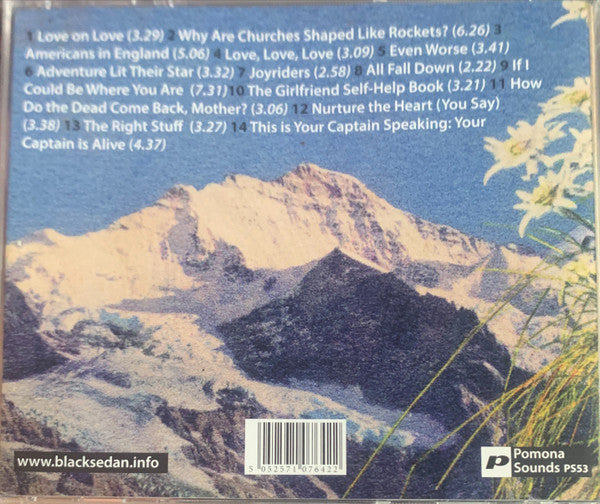 1 Love on Love (3.29) 2 Why Are Churches Shaped Like Rockets? (6.26) 3
Americans in England (5.06) 4 Love, Love, Love (3.09) 5 Even Worse (3.41)
6 Adventure Lit Their Star (3.32) 7 Joyriders (2.58) 8 All Fall Down (2.22) 9 If I
Could Be Where You Are (7.31) 10 The Girlfriend Self-Help Book (3.21) 11 How
Do the Dead Come Back, Mother? (3.06) 12 Nurture the Heart (You Say)
(3.38) 13 The Right Stuff (3.27) 14 This is Your Captain Speaking: Your
Captain is Alive (4.37)
www.blacksedan.info
5 052571 076422
P Pomona
Sounds PS53